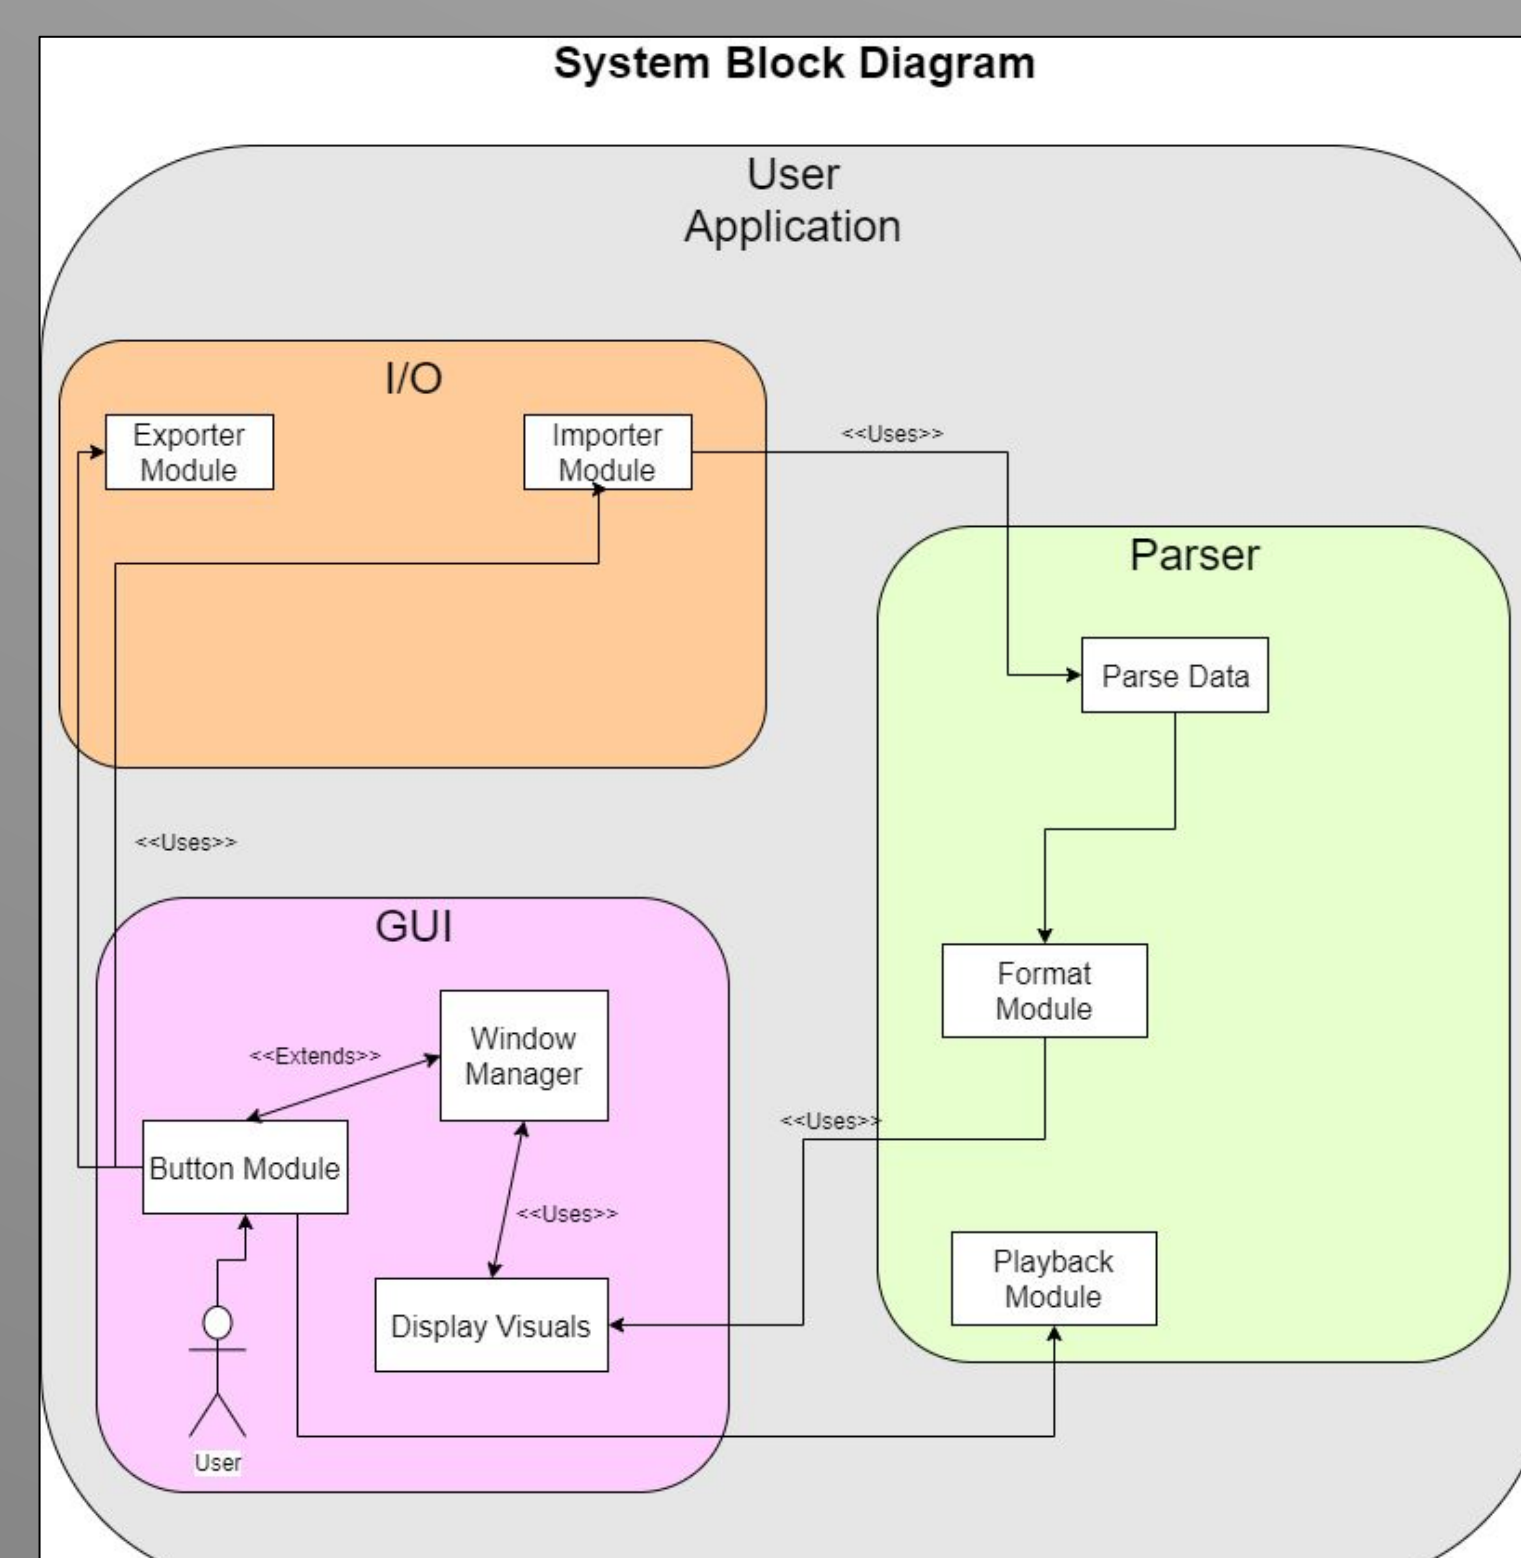 System Block Diagram
User
Application
I/O
Exporter
Module
Importer
Module
<<Uses>>
Parser
Parse Data
<<Uses>>
GUI
Window
Manager
<<Extends>>
Format
Module
<<Uses>>
Button Module
<<Uses>>
Playback
Module
Display Visuals
User